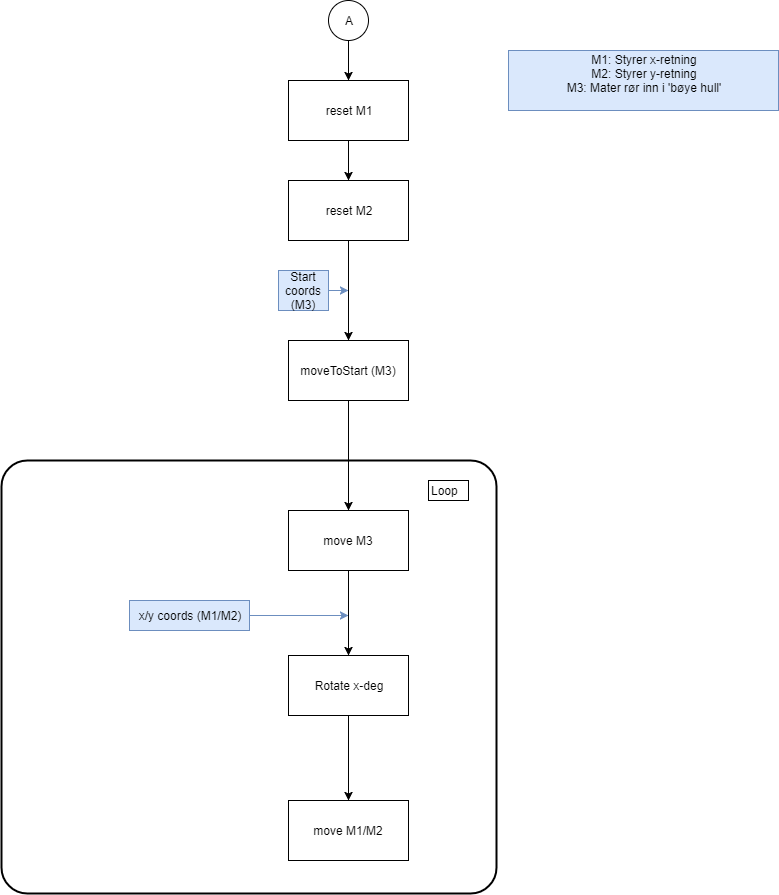 A
M1: Styrer x-retning
M2: Styrer y-retning
M3: Mater rør inn i 'bøye hull'
reset M1
reset M2
Start
coords
(M3)
moveToStart (M3)
Loop
move M3
x/y coords (M1/M2)
Rotate x-deg
move M1/M2